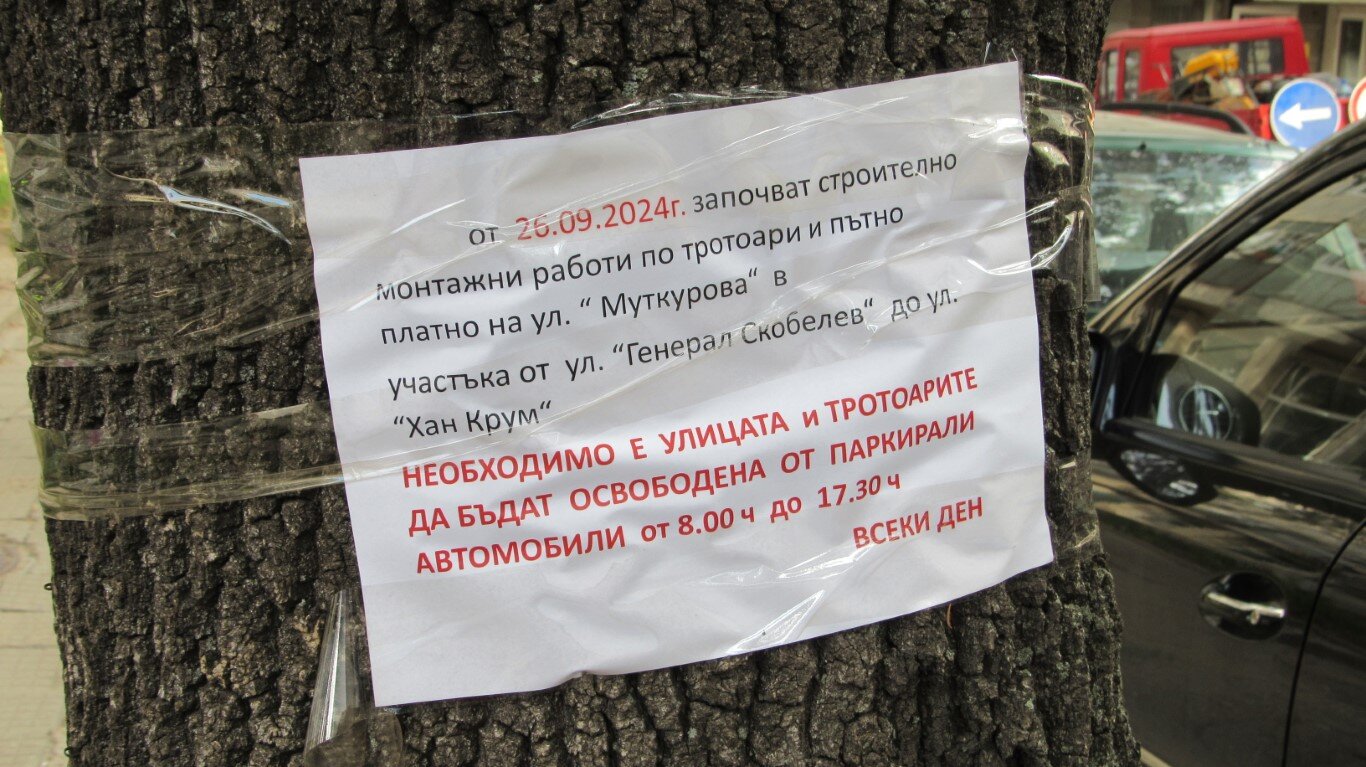 от 26.09.2024г. започват строително
монтажни работи по тротоари и пътно
платно на ул. “ Муткурова“ в
участъка от ул. “Генерал Скобелев“ до ул.
“Хан Крум“
НЕОБХОДИМО Е УЛИЦАТА и ТРОТОАРИТЕ
ДА БЪДАТ ОСВОБОДЕНА ОТ ПАРКИРАЛИ
АВТОМОБИЛИ от 8.00 ч до 17.30 ч
ВСЕКИ ДЕН